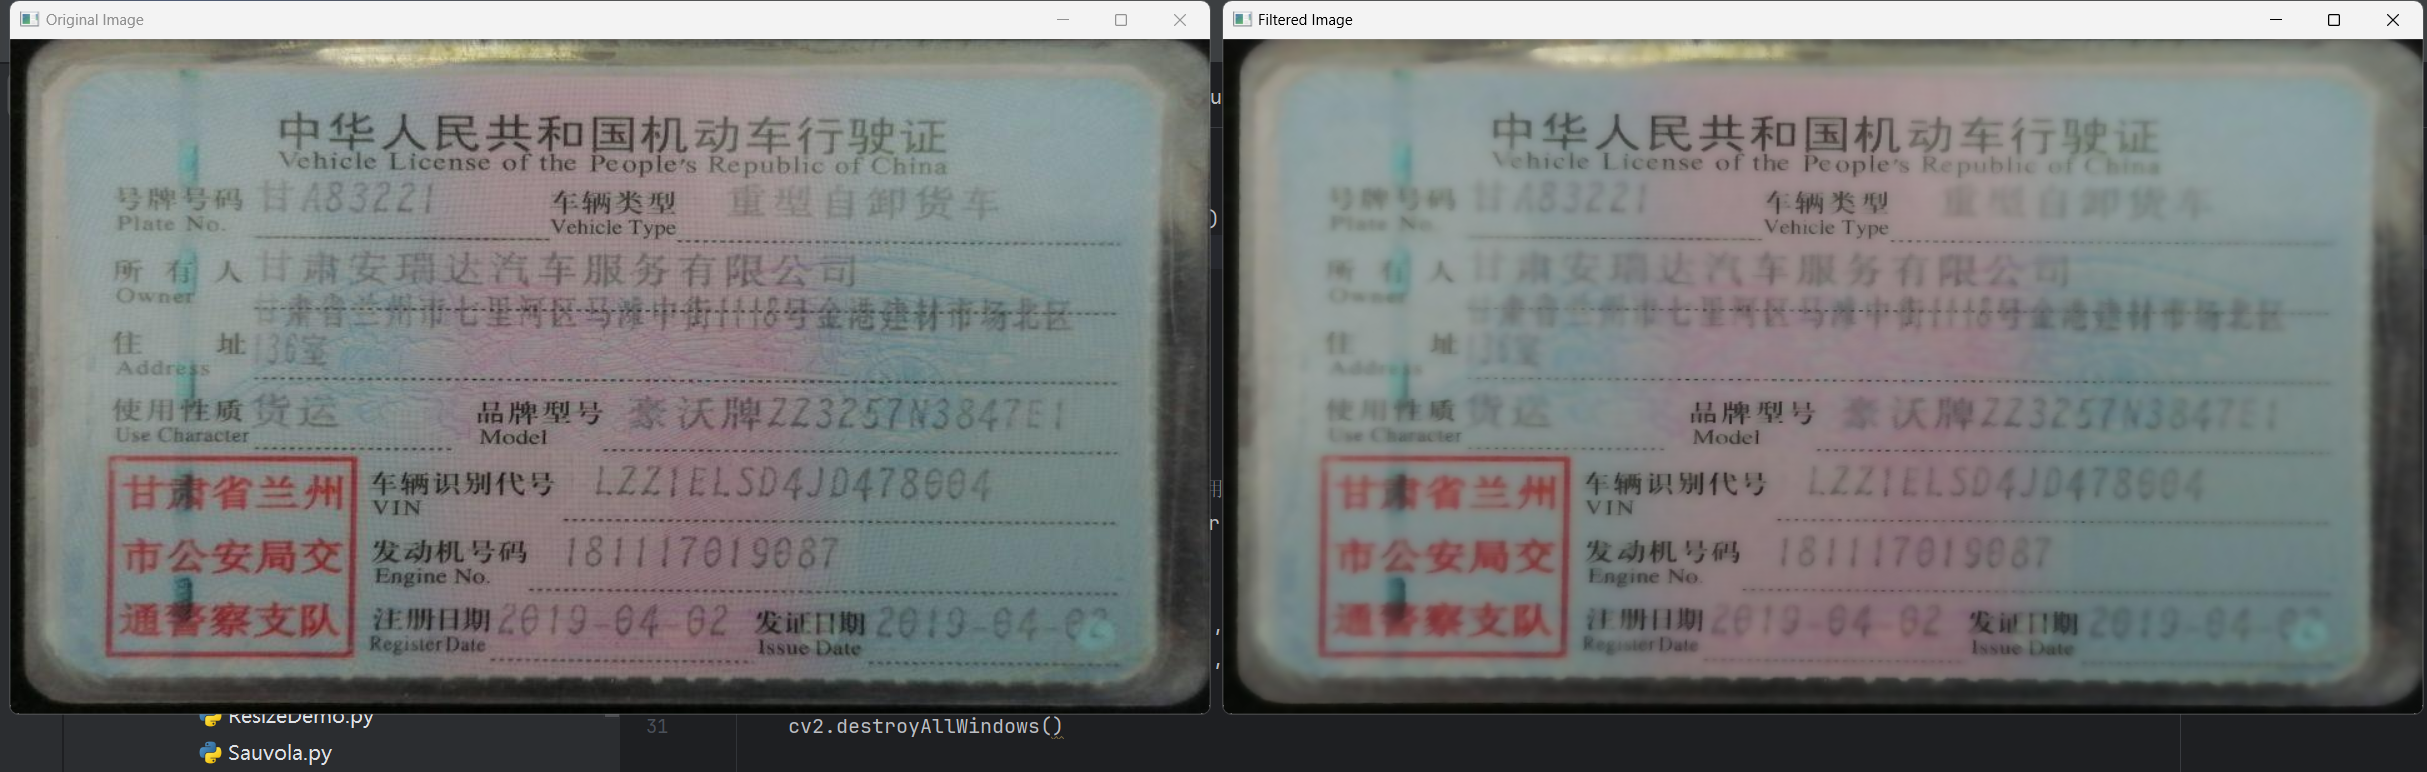 Original Image
中华人民共和国机动车行驶证
Vehicle License of the People's Republic of China
号牌号码 甘A83221 车辆类型 重型自卸货车
Plate No. Vehicle Type
所有人 甘肃安瑞达汽车服务有限公司
Owner
甘肃省兰州市七里河区马滩中街1118号金港建材市场北区
住址 136室
Address
使用性质 货运 品牌型号 豪沃牌ZZ3257N3847E1
Use Character Model
甘肃省兰州
市公安局交
通警察支队
车辆识别代号 LZZ1ELSD4JD478004
VIN
发动机号码 181117019087
Engine No.
注册日期 2019-04-02 发证日期 2019-04-02
Register Date Issue Date
Filtered Image
中华人民共和国机动车行驶证
Vehicle License of the People's Republic of China
号牌号码 甘A83221 车辆类型 重型自卸货车
Plate No. Vehicle Type
所有人 甘肃安瑞达汽车服务有限公司
Owner
甘肃省兰州市七里河区马滩中街1118号金港建材市场北区
住址 136室
Address
使用性质 货运 品牌型号 豪沃牌ZZ3257N3847E1
Use Character Model
甘肃省兰州
市公安局交
通警察支队
车辆识别代号 LZZ1ELSD4JD478004
VIN
发动机号码 181117019087
Engine No.
注册日期 2019-04-02 发证日期 2019-04-02
Register Date Issue Date
ResizeDemo.py
Sauvola.py
31 cv2.destroyAllWindows()